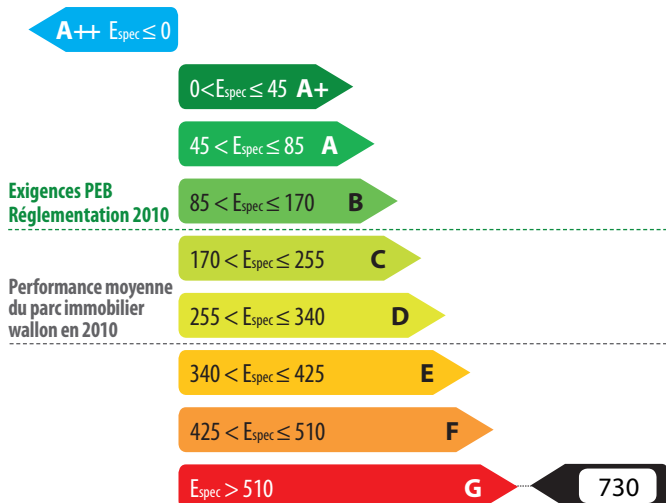 A++ Espec ≤ 0
0 < Espec ≤ 45 A+
45 < Espec ≤ 85 A
Exigences PEB
Réglementation 2010
85 < Espec ≤ 170 B
170 < Espec ≤ 255 C
Performance moyenne
du parc immobilier
wallon en 2010
255 < Espec ≤ 340 D
340 < Espec ≤ 425 E
425 < Espec ≤ 510 F
Espec > 510 G
730